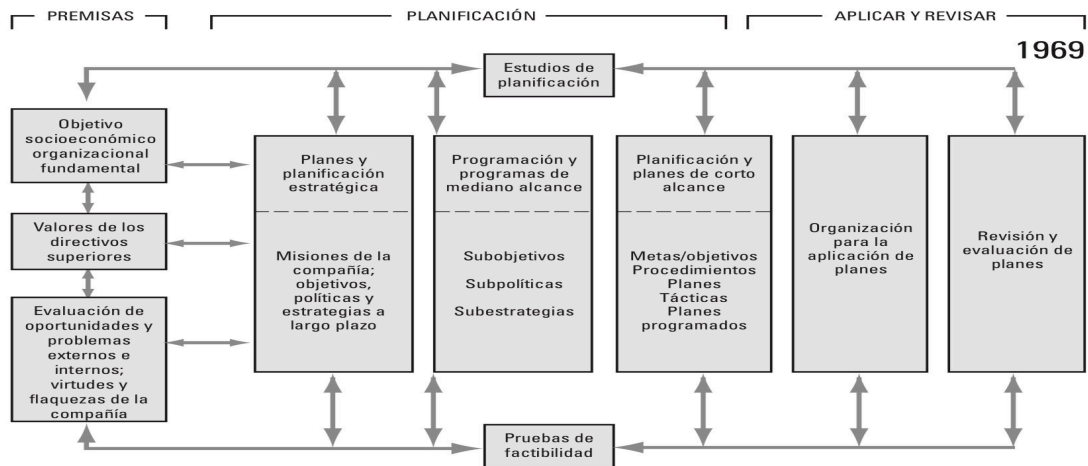 PREMISAS
PLANIFICACIÓN
APLICAR Y REVISAR
1969
Estudios de
planificación
Objetivo
socioeconómico
organizacional
fundamental
Valores de los
directivos
superiores
Evaluación de
oportunidades y
problemas
externos e
internos;
virtudes y
flaquezas de la
compañía
Planes y
planificación
estratégica
Misiones de la
compañía;
objetivos,
políticas y
estrategias a
largo plazo
Programación y
programas de
mediano alcance
Subobjetivos
Subpolíticas
Subestrategias
Planificación y
planes de corto
alcance
Metas/objetivos
Procedimientos
Planes
Tácticas
Planes
programados
Organización
para la
aplicación de
planes
Revisión y
evaluación
de planes
Pruebas de
factibilidad